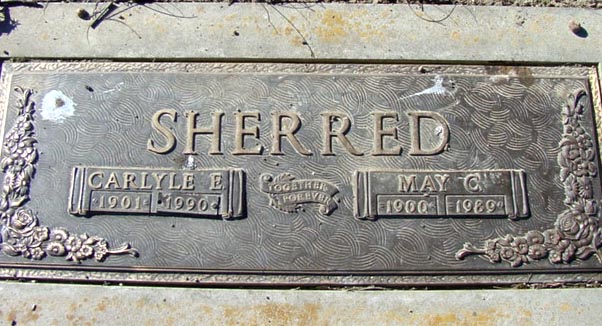 SHERRED
CARLYLE E
1901 1990
TOGETHER
FOREVER
MAY C
1900 1989